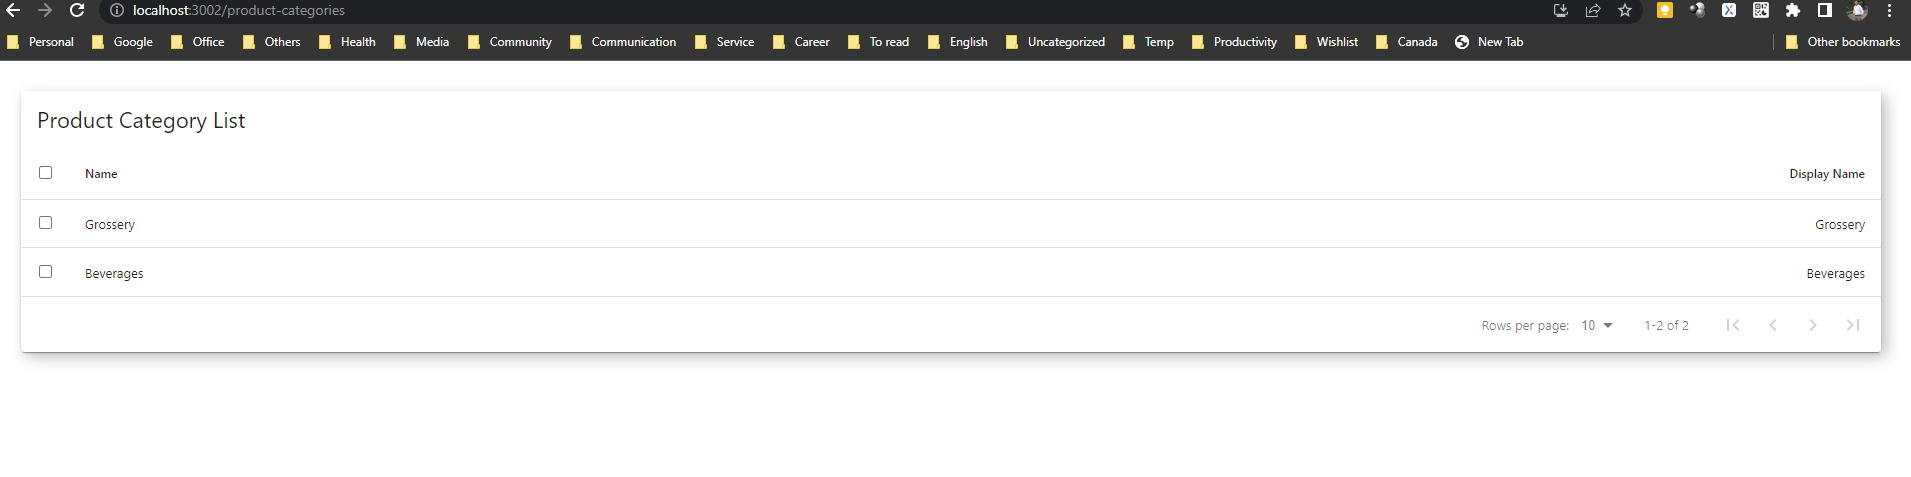 localhost:3002/product-categories
Personal Google Office Others Health Media Community Communication Service Career To read English Uncategorized Temp Productivity Wishlist Canada New Tab Other bookmarks
Product Category List
Name Display Name
Grossery Grossery
Beverages Beverages
Rows per page: 10 1-2 of 2